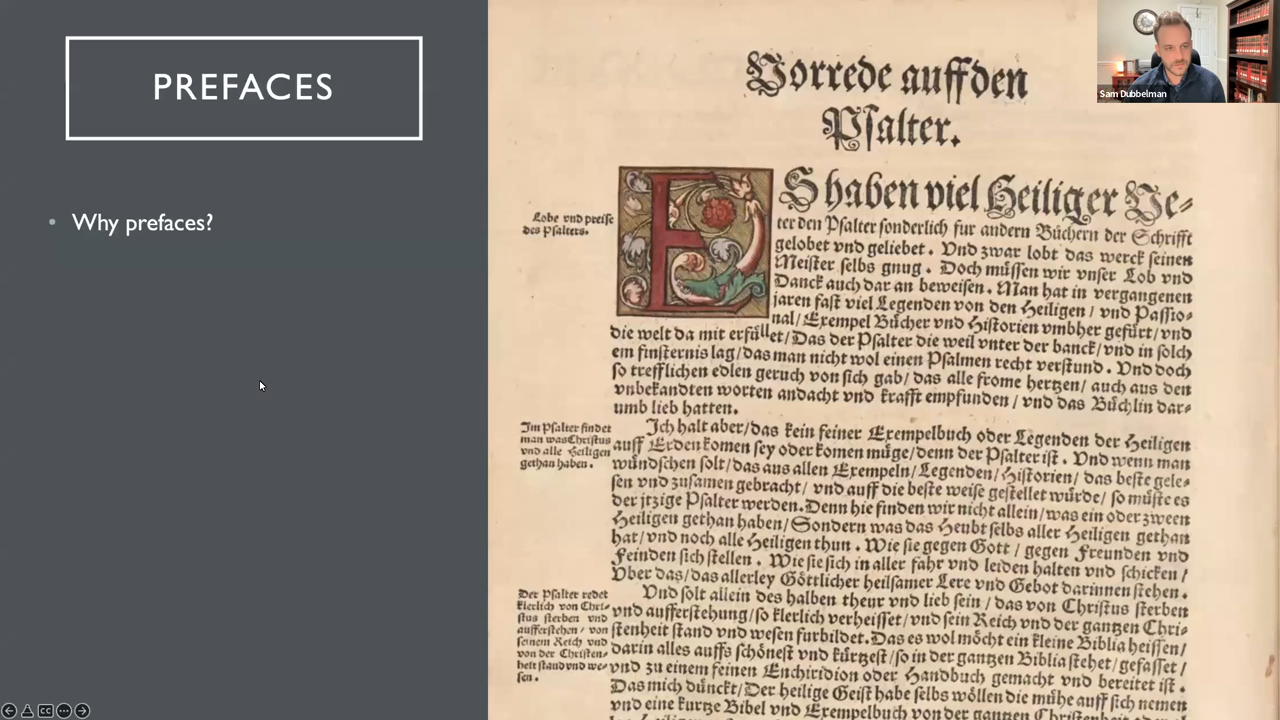 PREFACES
Why prefaces?
Sam Dubbelman
Vorrede auff den
Psalter.
ES haben viel Heiliger Ve-
ter den Psalter sonderlich fur andern Büchern der Schrifft
gelobet vnd geliebet. Vnd zwar lobt das werck seinen
Meister selbs gnug. Doch müssen wir vnser Lob vnd
Danck auch dar an beweisen. Man hat in vergangenen
jaren fast viel Legenden von den Heiligen / vnd Passio-
nal/ Exempel Bücher vnd Historien vmbher gefürt/vnd
die welt da mit erfüllet/Das der Psalter die weil vnter der banck/vnd in solch
em finsternis lag/das man nicht wol einen Psalmen recht verstund. Vnd doch
so trefflichen edlen geruch von sich gab/ das alle frome hertzen/ auch aus den
vnbekandten worten andacht vnd krafft empfunden / vnd das Büchlin dar-
umb lieb hatten.
Lobe vnd preise
des Psalters.
Ich halt aber/das kein feiner Exempelbuch oder Legenden der Heiligen
auff Erden komen sey oder komen müge/denn der Psalter ist. Vnd wenn man
wündschen solt/das aus allen Exempeln/Legenden/Historien/ das beste gele-
sen vnd zusamen gebracht/ vnd auff die beste weise gestellet würde/ so müste es
der jtzige Psalter werden. Denn hie finden wir nicht allein/was ein oder zween
Heiligen gethan haben/Sondern was das Heubt selbs aller Heiligen gethan
hat/vnd noch alle Heiligen thun. Wie sie gegen Gott / gegen Freunden vnd
Feinden sich stellen. Wie sie sich in aller fahr vnd leiden halten vnd schicken /
Vber das/das allerley Göttlicher heilsamer Lere vnd Gebot darinnen stehen.
Im Psalter findet
man was Christus
vnd alle Heiligen
gethan haben.
Vnd solt allein des halben theur vnd lieb sein / das von Christus sterben
vnd aufferstehung/so klerlich verheisset/ vnd sein Reich vnd der gantzen Chri-
stenheit stand vnd wesen furbildet. Das es wol möcht ein kleine Biblia heissen/
darin alles auffs schönest vnd kürtzest/so in der gantzen Biblia stehet/gefasset /
vnd zu einem feinen Enchiridion oder Handbuch gemacht vnd bereitet ist.
Das mich dünckt/Der heilige Geist habe selbs wöllen die mühe auff sich nemen
vnd eine kurtze Bibel vnd Exempelbuch von der gantzen Christenheit oder
Der Psalter redet
klerlich von Chri-
stus sterben vnd
aufferstehen/ von
seinem Reich vnd
von der Christen-
heit stand vnd we-
sen.